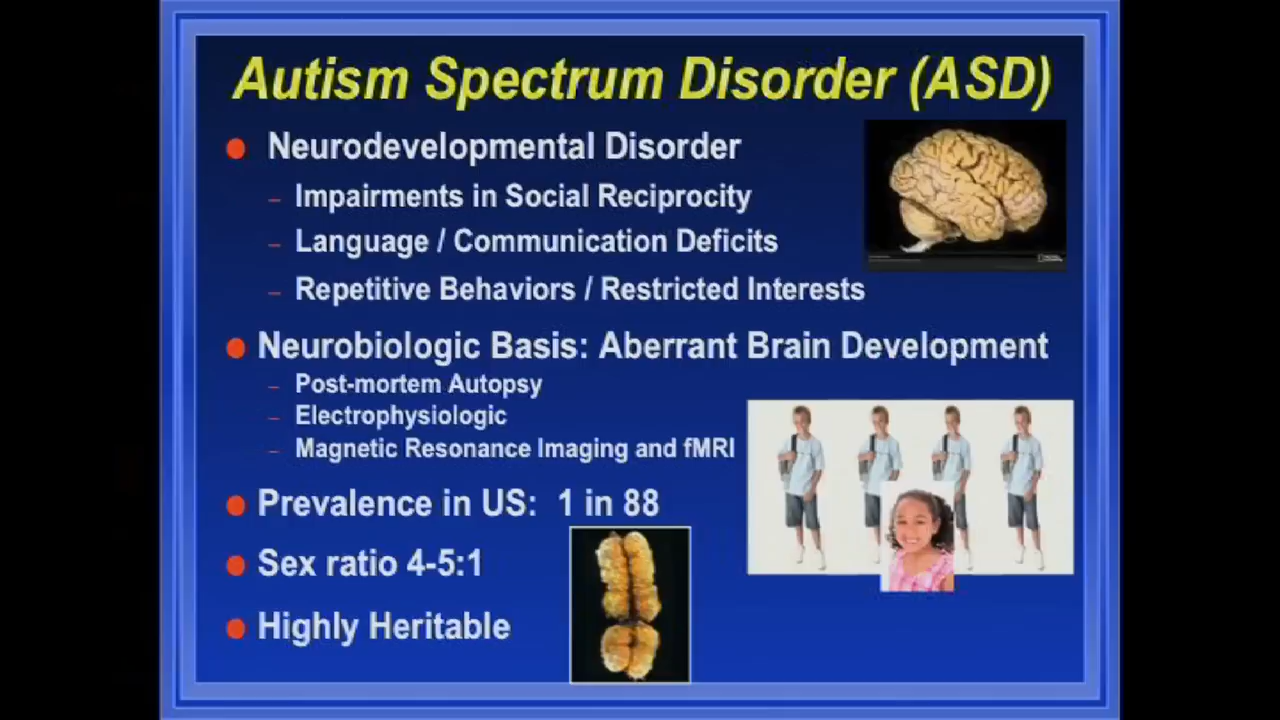 Autism Spectrum Disorder (ASD)
Neurodevelopmental Disorder
– Impairments in Social Reciprocity
– Language / Communication Deficits
– Repetitive Behaviors / Restricted Interests
Neurobiologic Basis: Aberrant Brain Development
– Post-mortem Autopsy
– Electrophysiologic
– Magnetic Resonance Imaging and fMRI
Prevalence in US: 1 in 88
Sex ratio 4-5:1
Highly Heritable